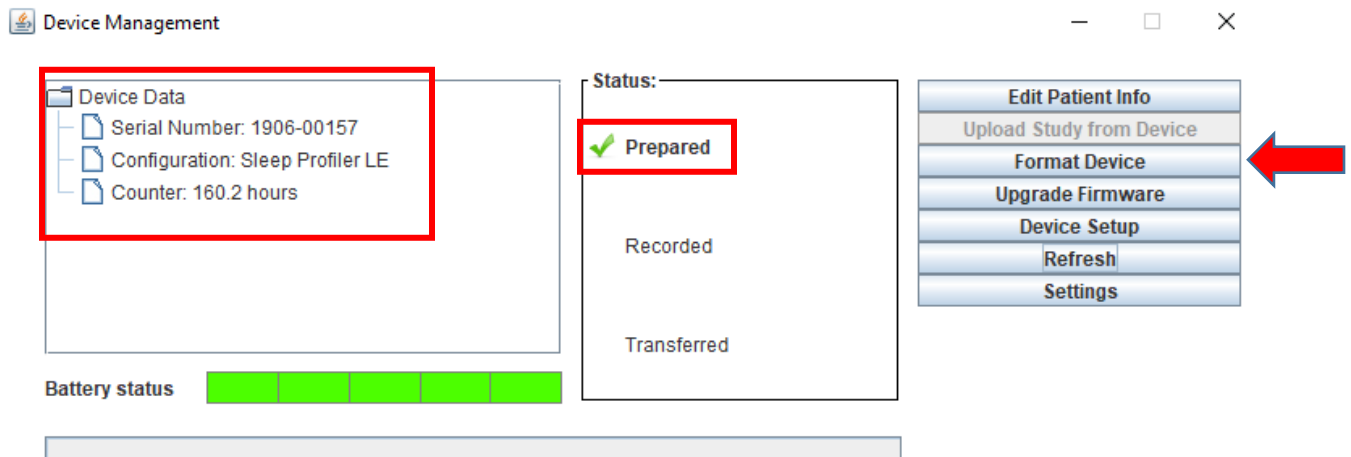 Device Management
Device Data
Serial Number: 1906-00157
Configuration: Sleep Profiler LE
Counter: 160.2 hours
Battery status
Status:
Prepared
Recorded
Transferred
Edit Patient Info
Upload Study from Device
Format Device
Upgrade Firmware
Device Setup
Refresh
Settings